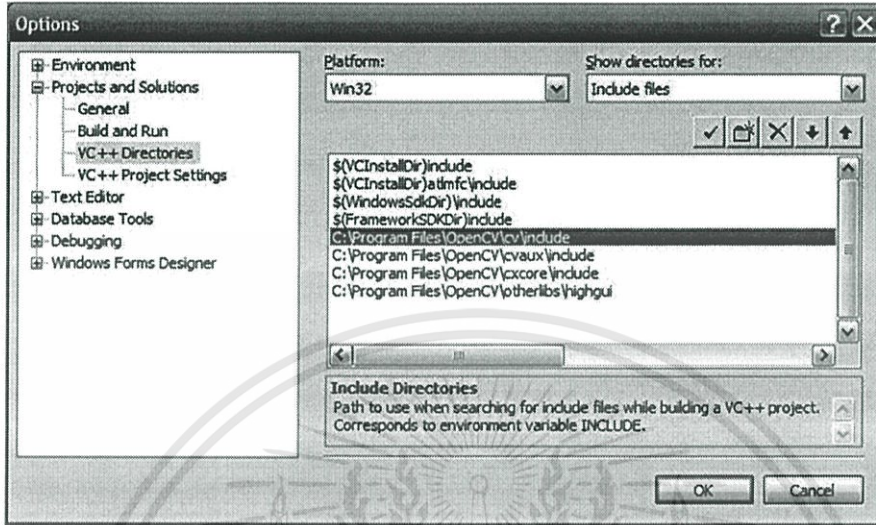 Options
Environment
Projects and Solutions
General
Build and Run
VC++ Directories
VC++ Project Settings
Text Editor
Database Tools
Debugging
Windows Forms Designer
Platform:
Win32
Show directories for:
Include files
$(VCInstallDir)include
$(VCInstallDir)atlmfc\include
$(WindowsSdkDir)\include
$(FrameworkSDKDir)include
C:\Program Files\OpenCV\cv\include
C:\Program Files\OpenCV\cvaux\include
C:\Program Files\OpenCV\cxcore\include
C:\Program Files\OpenCV\otherlibs\highgui
Include Directories
Path to use when searching for include files while building a VC++ project.
Corresponds to environment variable INCLUDE.
OK
Cancel